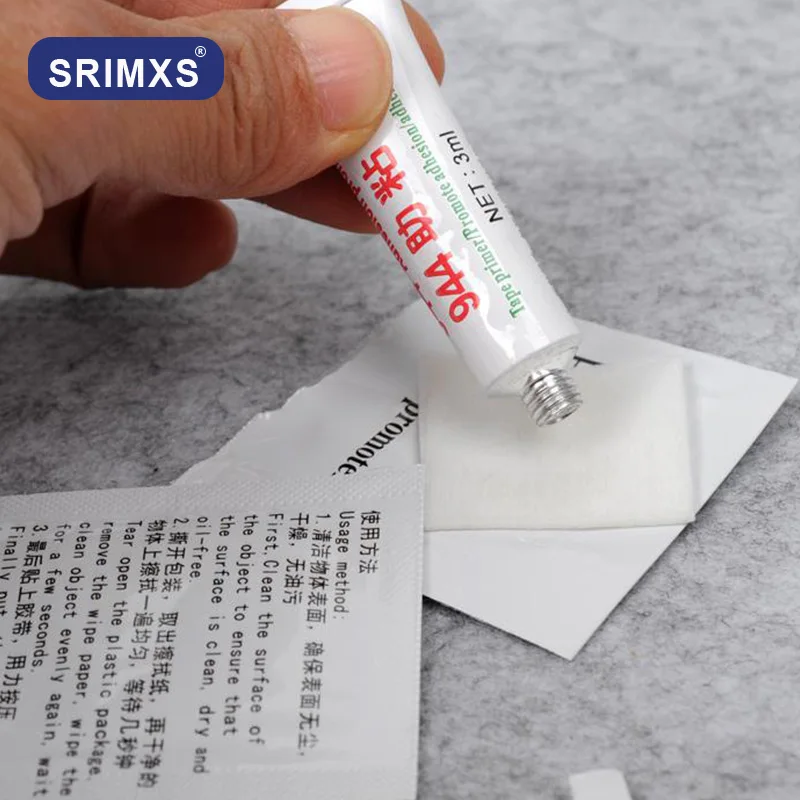 SRIMXS®
944 助粘
Tape primer/Promote adhesion/adhe
NET：3ml
promote
使用方法
Usage method:
1. 清洁物体表面，确保表面无尘，
干燥，无油污
First,Clean the surface of
the object to ensure that
the surface is clean, dry and
oil-free.
2. 撕开包装，取出擦拭纸，再干净的
物体上擦拭一遍均匀，等待几秒钟
Tear open the plastic package.
remove the wipe paper, wipe the
clean object evenly again, wait
for a few seconds.
3. 最后贴上胶带，用力按压
Finally put